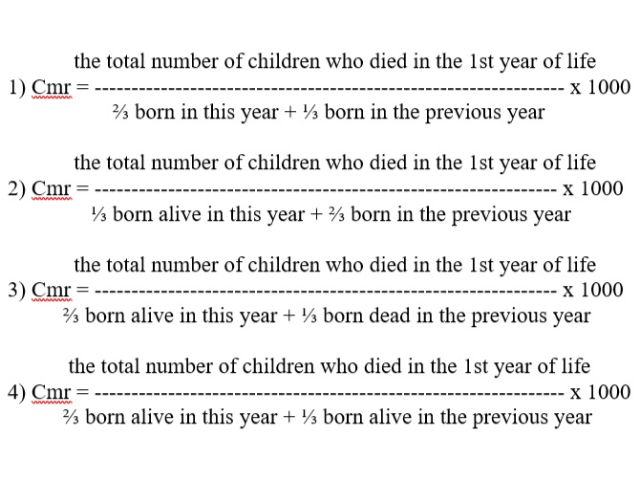 the total number of children who died in the 1st year of life
1) Cmr = ---------------------------------------------------------------- x 1000
⅔ born in this year + ⅓ born in the previous year
the total number of children who died in the 1st year of life
2) Cmr = --------------------------------------------------------------- x 1000
⅓ born alive in this year + ⅔ born in the previous year
the total number of children who died in the 1st year of life
3) Cmr = --------------------------------------------------------------- x 1000
⅔ born alive in this year + ⅓ born dead in the previous year
the total number of children who died in the 1st year of life
4) Cmr = ---------------------------------------------------------------- x 1000
⅔ born alive in this year + ⅓ born alive in the previous year